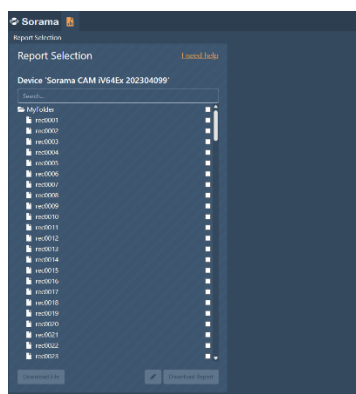 Sorama
Report Selection
Report Selection
I need help
Device 'Sorama CAM iV64Ex 202304099'
Search...
MyFolder
rec0001
rec0002
rec0003
rec0004
rec0005
rec0006
rec0007
rec0008
rec0009
rec0010
rec0011
rec0012
rec0013
rec0014
rec0015
rec0016
rec0017
rec0018
rec0019
rec0020
rec0021
rec0022
rec0023
Download file
Download Report